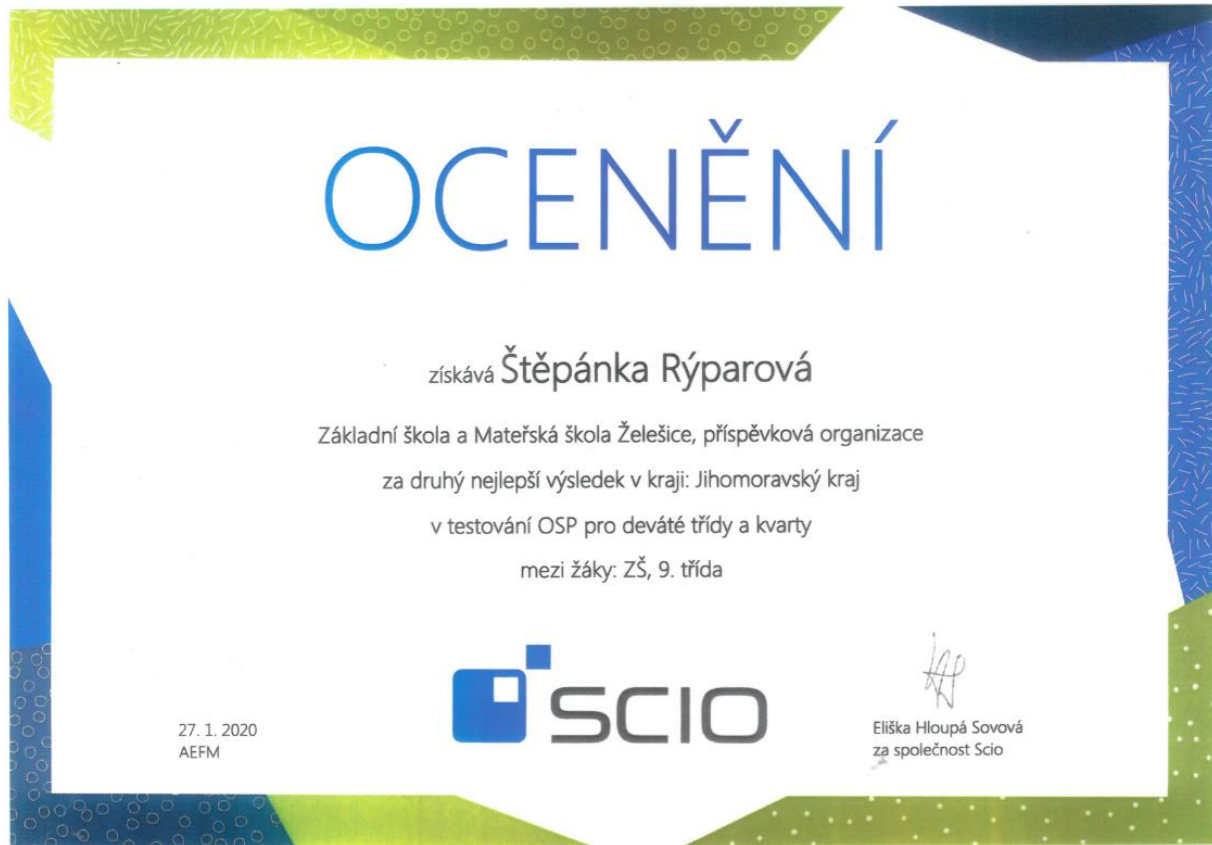 OCENĚNÍ
získává Štěpánka Rýparová
Základní škola a Mateřská škola Želešice, příspěvková organizace
za druhý nejlepší výsledek v kraji: Jihomoravský kraj
v testování OSP pro deváté třídy a kvarty
mezi žáky: ZŠ, 9. třída
SCIO
27. 1. 2020
AEFM
Eliška Hloupá Sovová
za společnost Scio